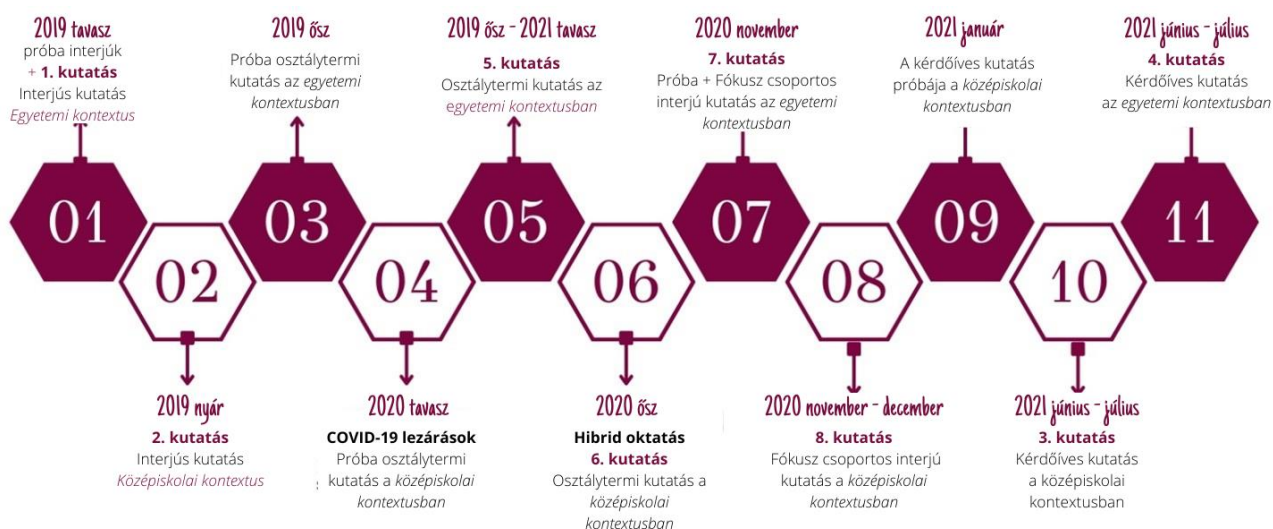 2019 tavasz
próba interjúk
+ 1. kutatás
Interjús kutatás
Egyetemi kontextus
2019 ősz
Próba osztálytermi
kutatás az egyetemi
kontextusban
2019 ősz - 2021 tavasz
5. kutatás
Osztálytermi kutatás az
egyetemi kontextusban
2020 november
7. kutatás
Próba + Fókusz csoportos
interjú kutatás az egyetemi
kontextusban
2021 január
A kérdőíves kutatás
próbája a középiskolai
kontextusban
2021 június - július
4. kutatás
Kérdőíves kutatás
az egyetemi kontextusban
01
02
03
04
05
06
07
08
09
10
11
2019 nyár
2. kutatás
Interjús kutatás
Középiskolai kontextus
2020 tavasz
COVID-19 lezárások
Próba osztálytermi
kutatás a középiskolai
kontextusban
2020 ősz
Hibrid oktatás
6. kutatás
Osztálytermi kutatás a
középiskolai
kontextusban
2020 november - december
8. kutatás
Fókusz csoportos interjú
kutatás a középiskolai
kontextusban
2021 június - július
3. kutatás
Kérdőíves kutatás
a középiskolai
kontextusban